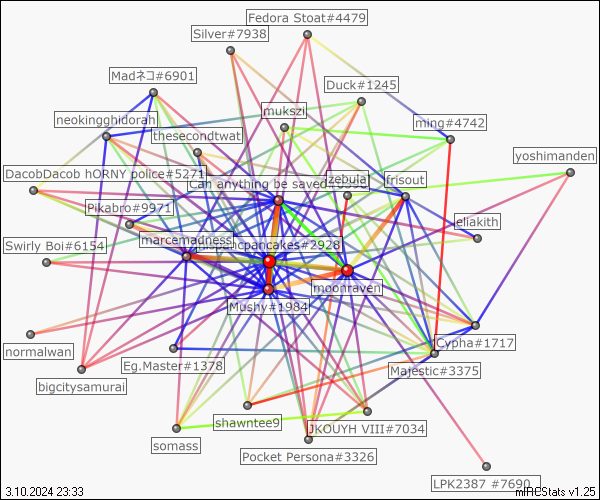 Fedora Stoat#4479
Silver#7938
Madネコ#6901
Duck#1245
mukszi
neokingghidorah
ming#4742
thesecondtwat
yoshimanden
DacobDacob hORNY police#5271
Can anything be saved
zebula
frisout
Pikabro#9971
eliakith
marcemadness
Swirly Boi#6154
pancakes#2928
moonraven
Mushy#1984
Cypha#1717
normalwan
Eg.Master#1378
Majestic#3375
bigcitysamurai
shawntee9
JKOUYH VIII#7034
somass
Pocket Persona#3326
LPK2387 #7690
3.10.2024 23:33
mIRCStats v1.25